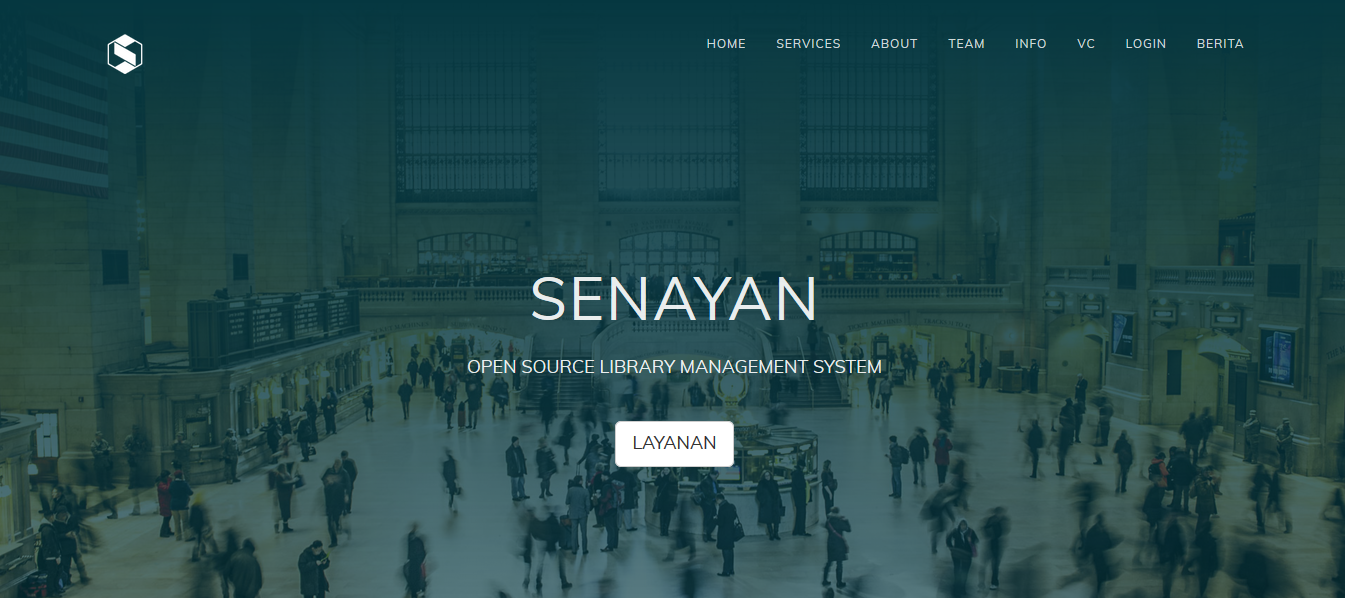 HOME SERVICES ABOUT TEAM INFO VC LOGIN BERITA
SENAYAN
OPEN SOURCE LIBRARY MANAGEMENT SYSTEM
LAYANAN